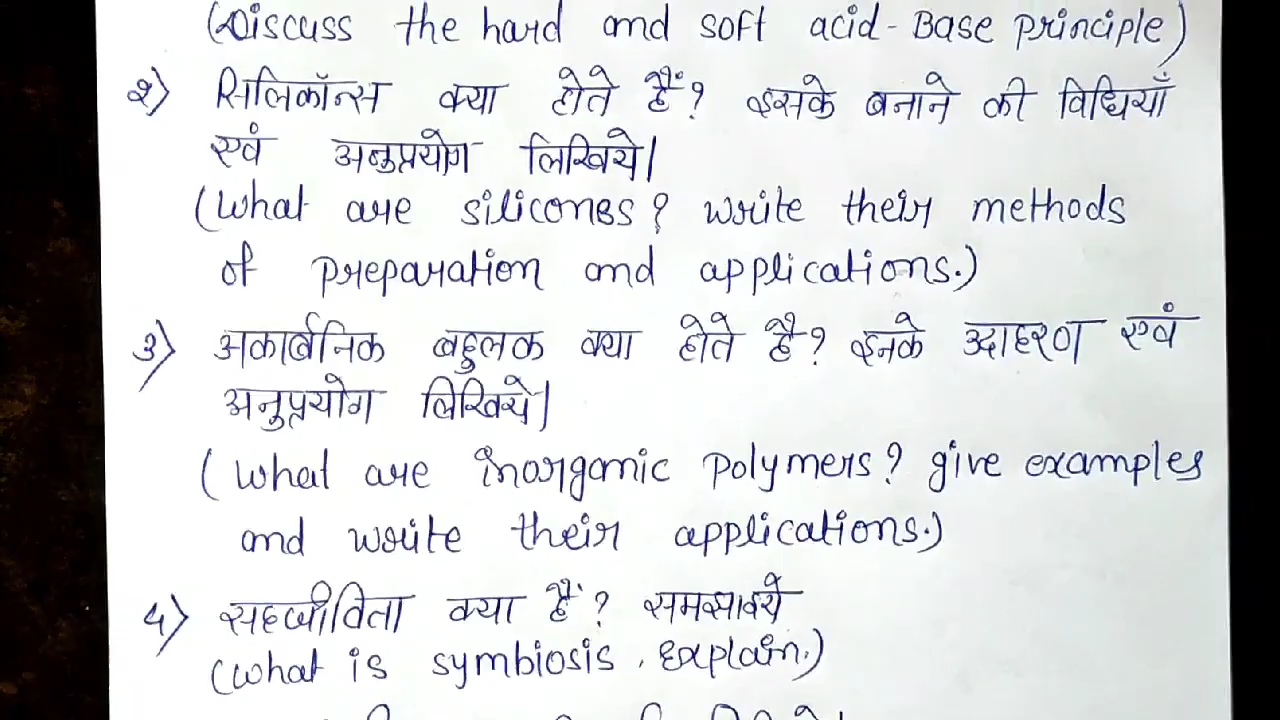 (Discuss the hard and soft acid-Base principle)
२) सिलिकॉन्स क्या होते हैं? इसके बनाने की विधियाँ
एवं अनुप्रयोग लिखिये।
(What are silicones? write their methods
of preparation and applications.)
3) अकार्बनिक बहुलक क्या होते है? इनके उदाहरण एवं
अनुप्रयोग लिखिये।
(What are inorganic polymers? give examples
and write their applications.)
4) सहजीविता क्या हैं? समझाइये
(What is symbiosis. Explain.)